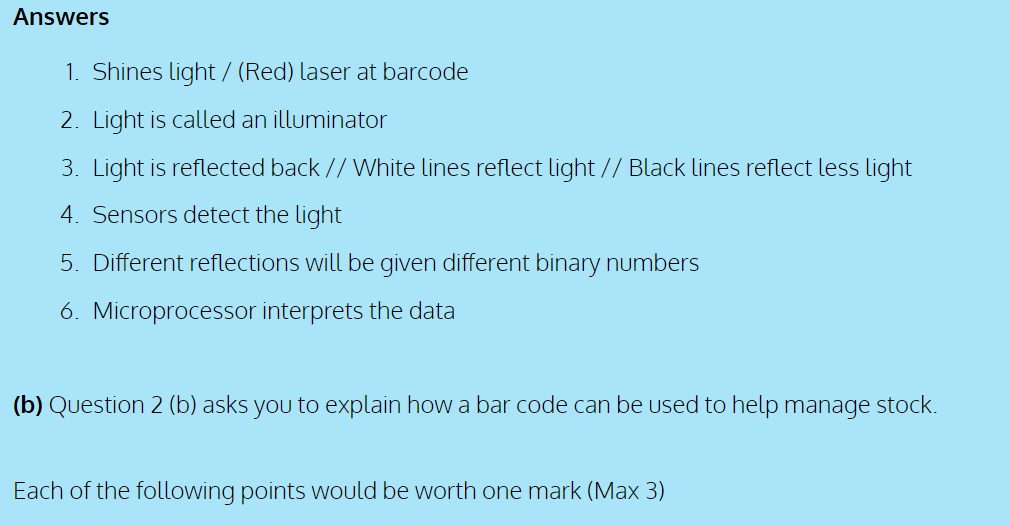 Answers
1. Shines light / (Red) laser at barcode
2. Light is called an illuminator
3. Light is reflected back // White lines reflect light // Black lines reflect less light
4. Sensors detect the light
5. Different reflections will be given different binary numbers
6. Microprocessor interprets the data
(b) Question 2 (b) asks you to explain how a bar code can be used to help manage stock.
Each of the following points would be worth one mark (Max 3)